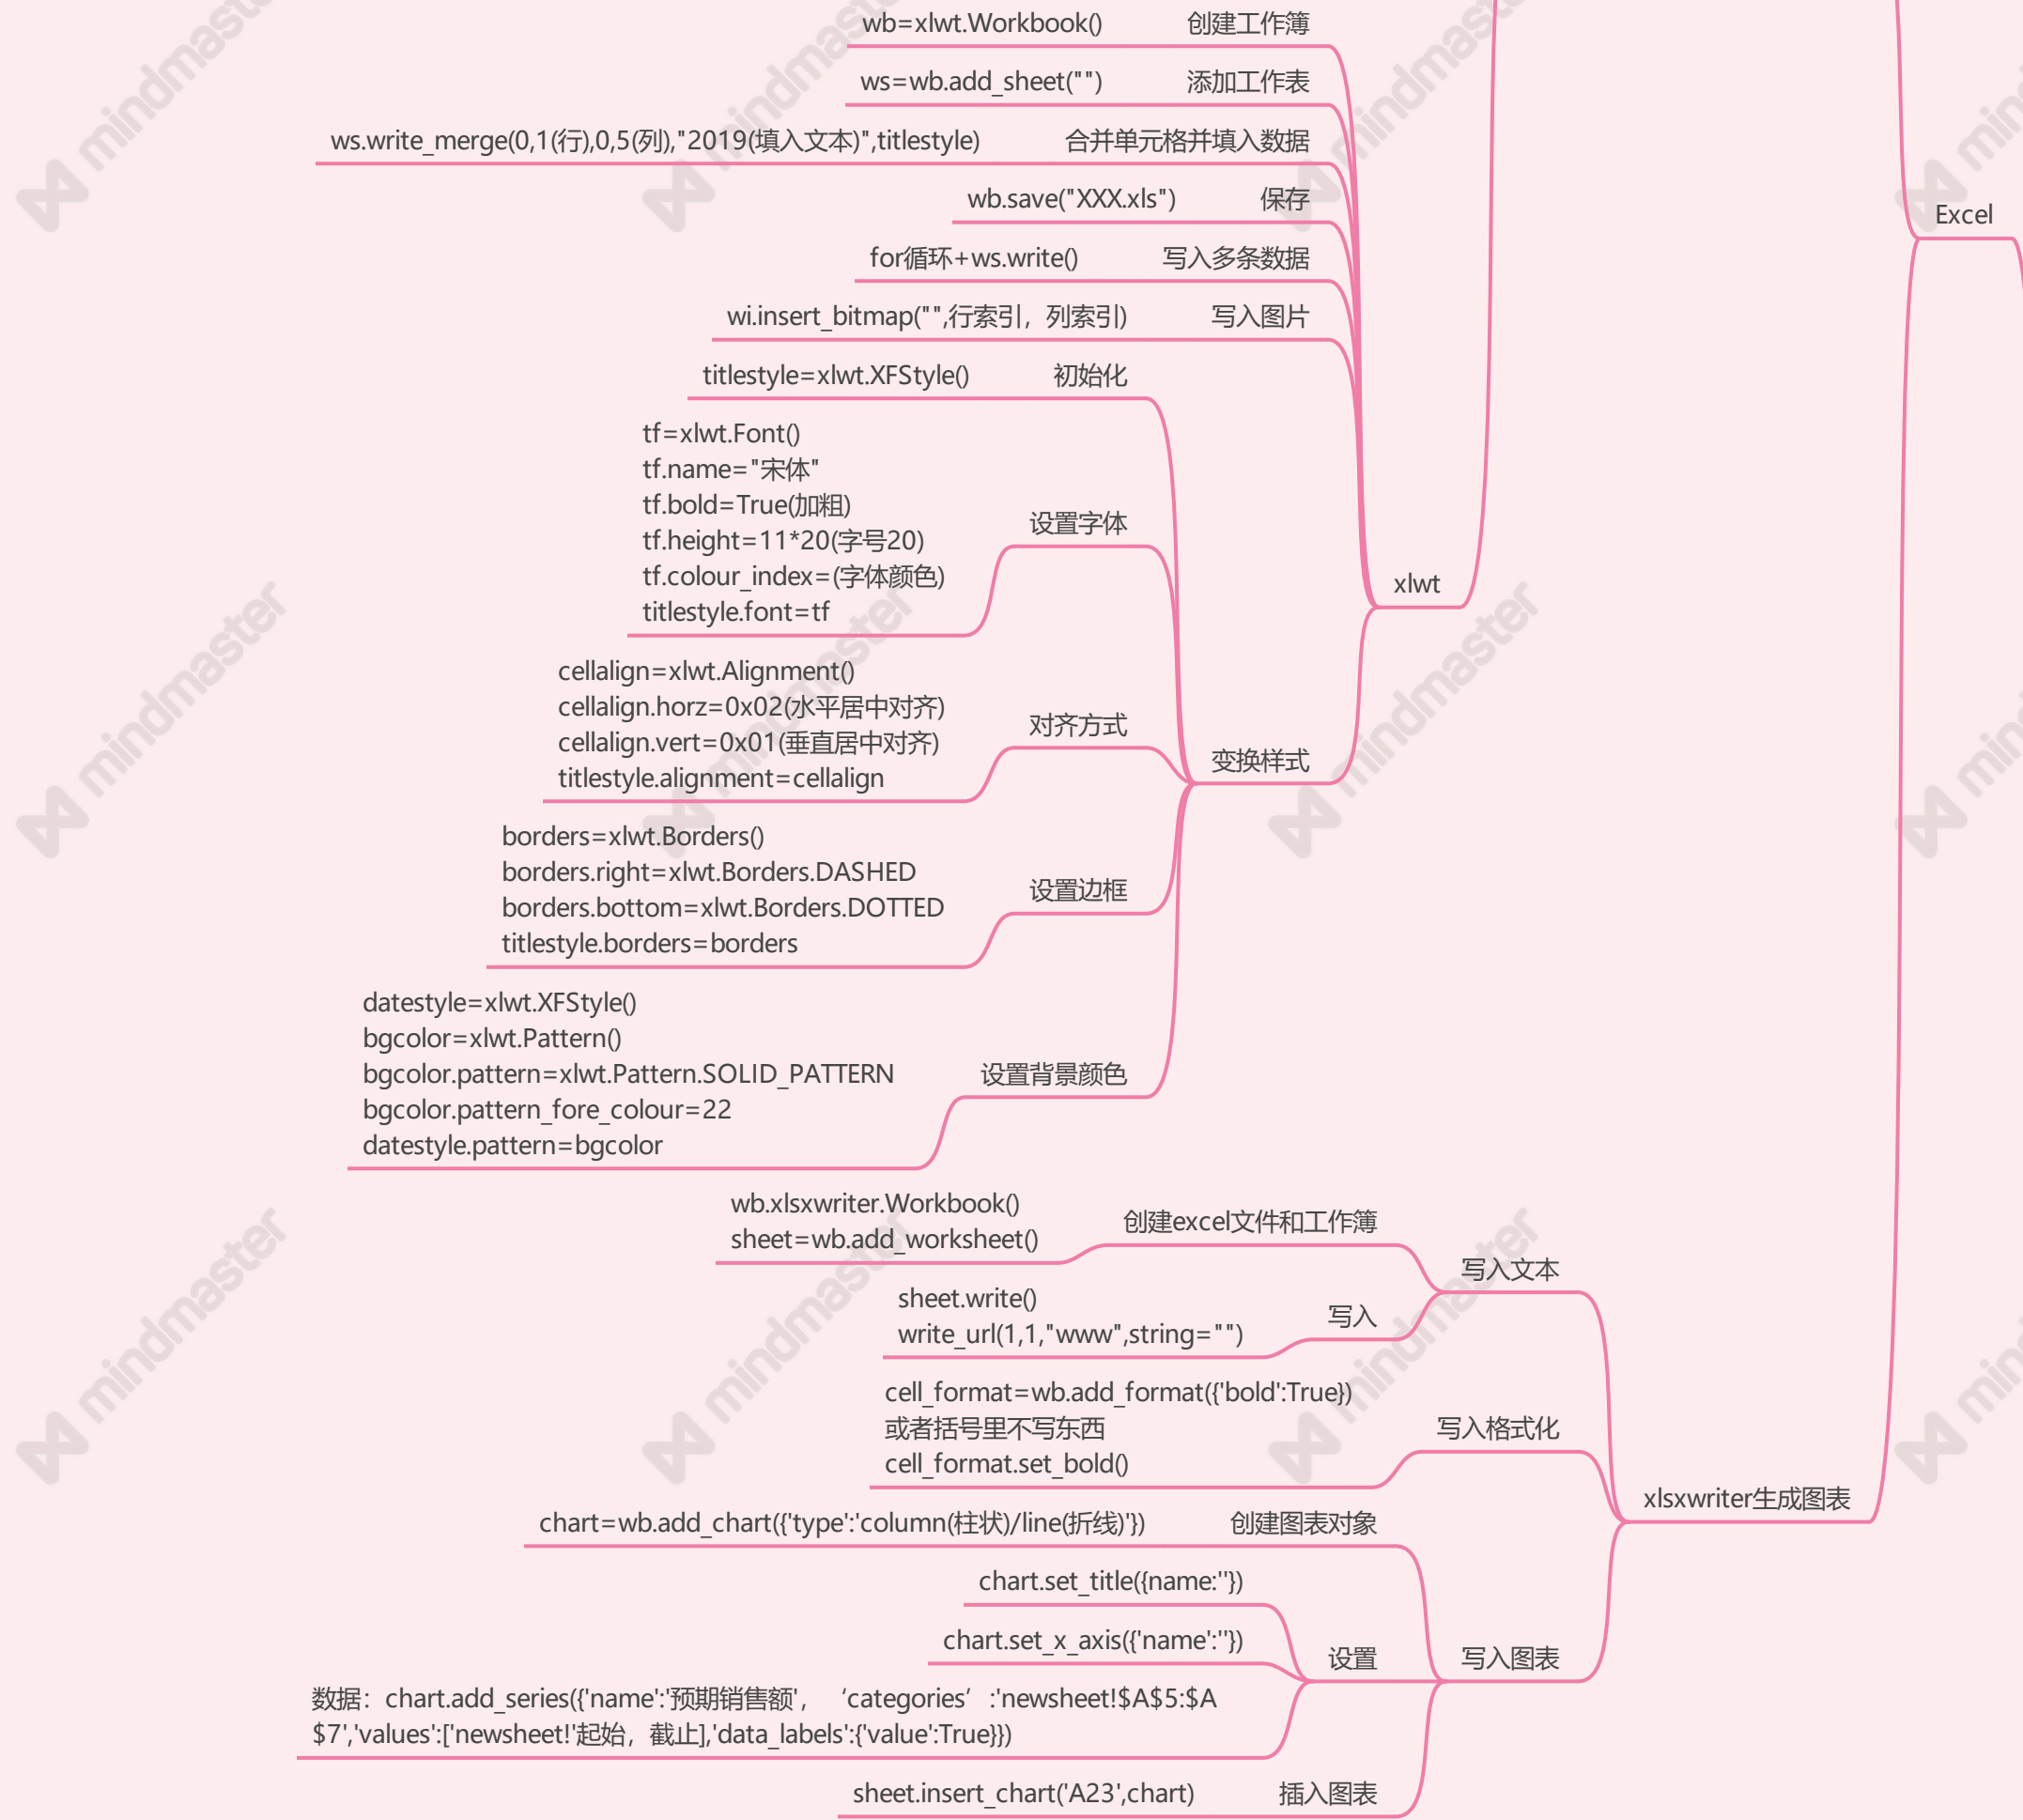 wb=xlwt.Workbook() 创建工作簿
ws=wb.add_sheet("") 添加工作表
ws.write_merge(0,1(行),0,5(列),"2019(填入文本)",titlestyle) 合并单元格并填入数据
wb.save("XXX.xls") 保存
Excel
for循环+ws.write() 写入多条数据
wi.insert_bitmap("",行索引，列索引) 写入图片
titlestyle=xlwt.XFStyle() 初始化
tf=xlwt.Font()
tf.name="宋体"
tf.bold=True(加粗)
tf.height=11*20(字号20)
tf.colour_index=(字体颜色)
titlestyle.font=tf
设置字体
xlwt
cellalign=xlwt.Alignment()
cellalign.horz=0x02(水平居中对齐)
cellalign.vert=0x01(垂直居中对齐)
titlestyle.alignment=cellalign
对齐方式
变换样式
borders=xlwt.Borders()
borders.right=xlwt.Borders.DASHED
borders.bottom=xlwt.Borders.DOTTED
titlestyle.borders=borders
设置边框
datestyle=xlwt.XFStyle()
bgcolor=xlwt.Pattern()
bgcolor.pattern=xlwt.Pattern.SOLID_PATTERN
bgcolor.pattern_fore_colour=22
datestyle.pattern=bgcolor
设置背景颜色
wb.xlsxwriter.Workbook()
sheet=wb.add_worksheet()
创建excel文件和工作簿
写入文本
sheet.write()
write_url(1,1,"www",string="")
写入
cell_format=wb.add_format({'bold':True})
或者括号里不写东西
cell_format.set_bold()
写入格式化
xlsxwriter生成图表
chart=wb.add_chart({'type':'column(柱状)/line(折线)'}) 创建图表对象
chart.set_title({name:''})
chart.set_x_axis({'name':''})
设置
写入图表
数据：chart.add_series({'name':'预期销售额'，‘categories’:'newsheet!$A$5:$A
$7','values':['newsheet!'起始，截止],'data_labels':{'value':True}})
sheet.insert_chart('A23',chart) 插入图表
mindmaster
mindmaster
mindmaster
mindmaster
mindmaster
mindmaster
mindmaster
mindmaster
mindmaster